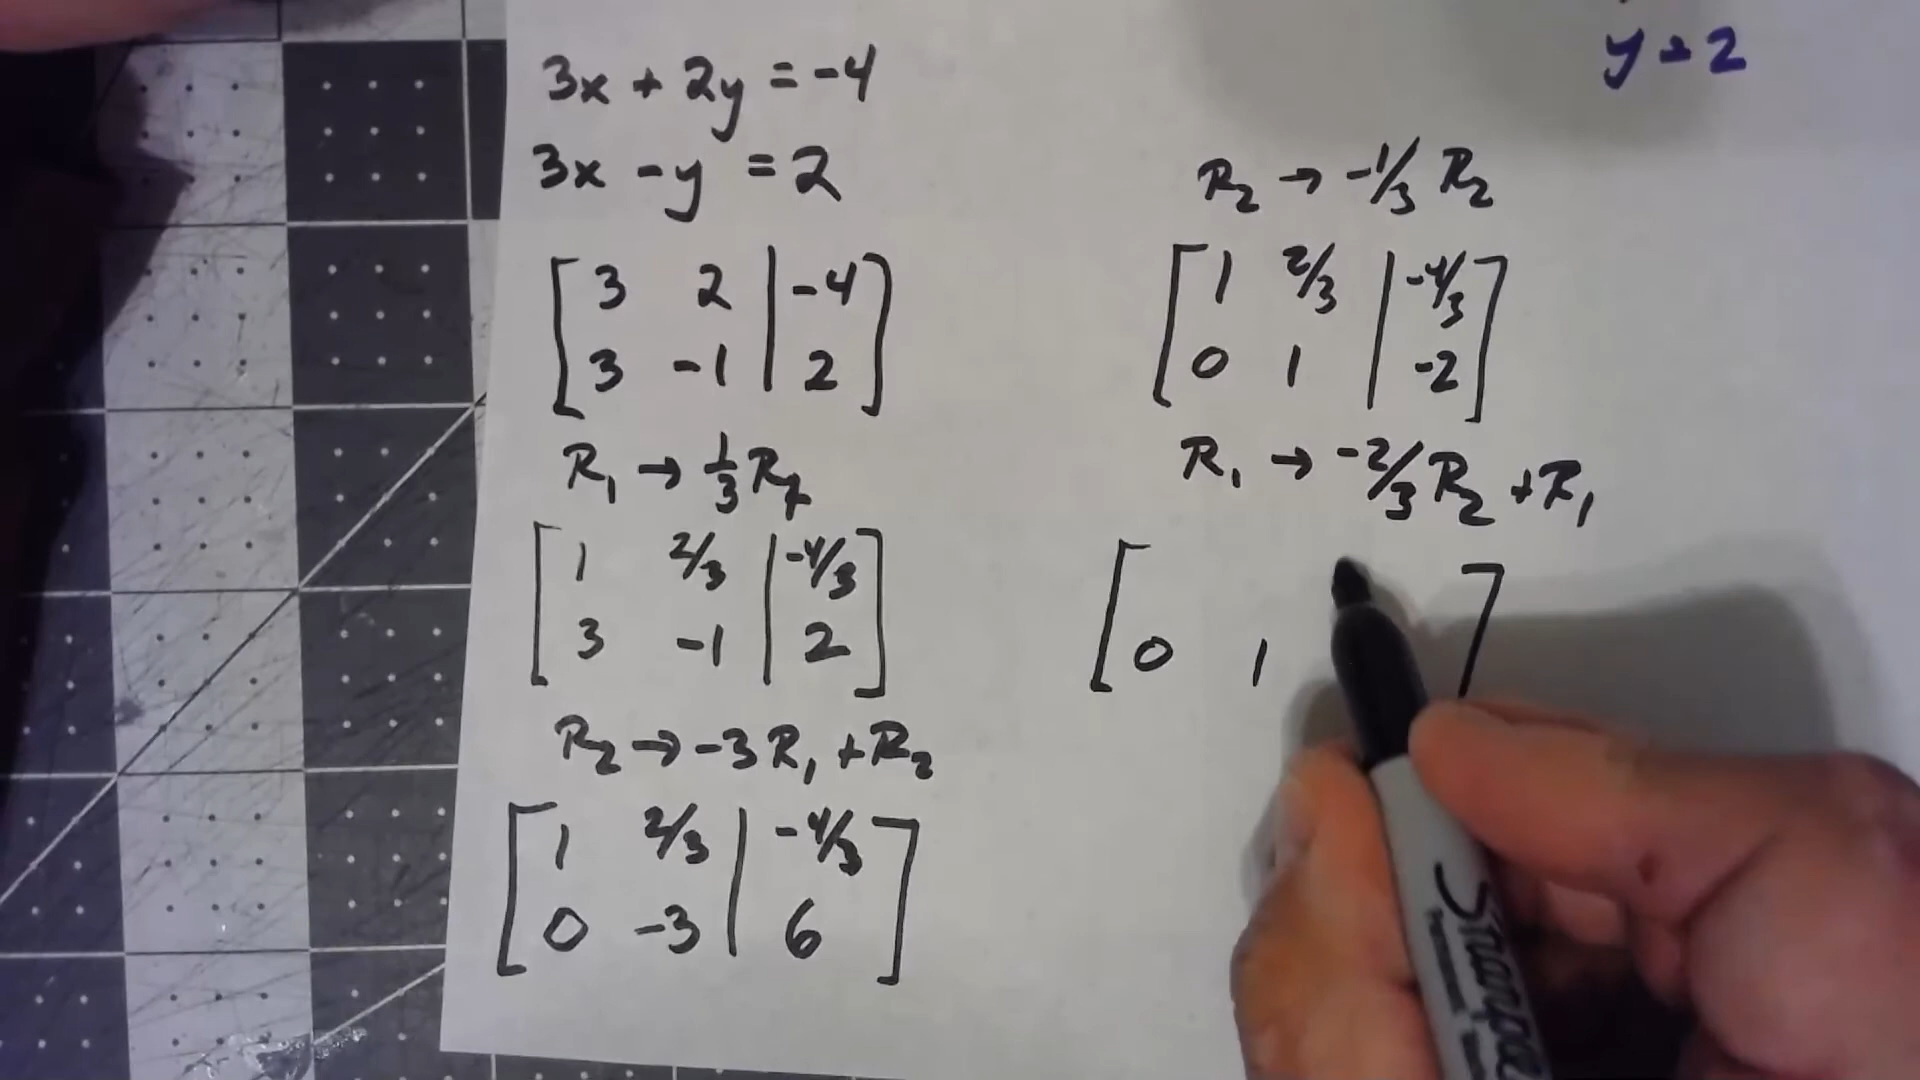 3x + 2y = -4
3x - y = 2
[ 3 2 | -4 ]
[ 3 -1 | 2 ]
R₁ → 1/3 R₁
[ 1 2/3 | -4/3 ]
[ 3 -1 | 2 ]
R₂ → -3R₁ + R₂
[ 1 2/3 | -4/3 ]
[ 0 -3 | 6 ]
y = 2
R₂ → -1/3 R₂
[ 1 2/3 | -4/3 ]
[ 0 1 | -2 ]
R₁ → -2/3 R₂ + R₁
[ ]
[ 0 1 ]
Sharpie